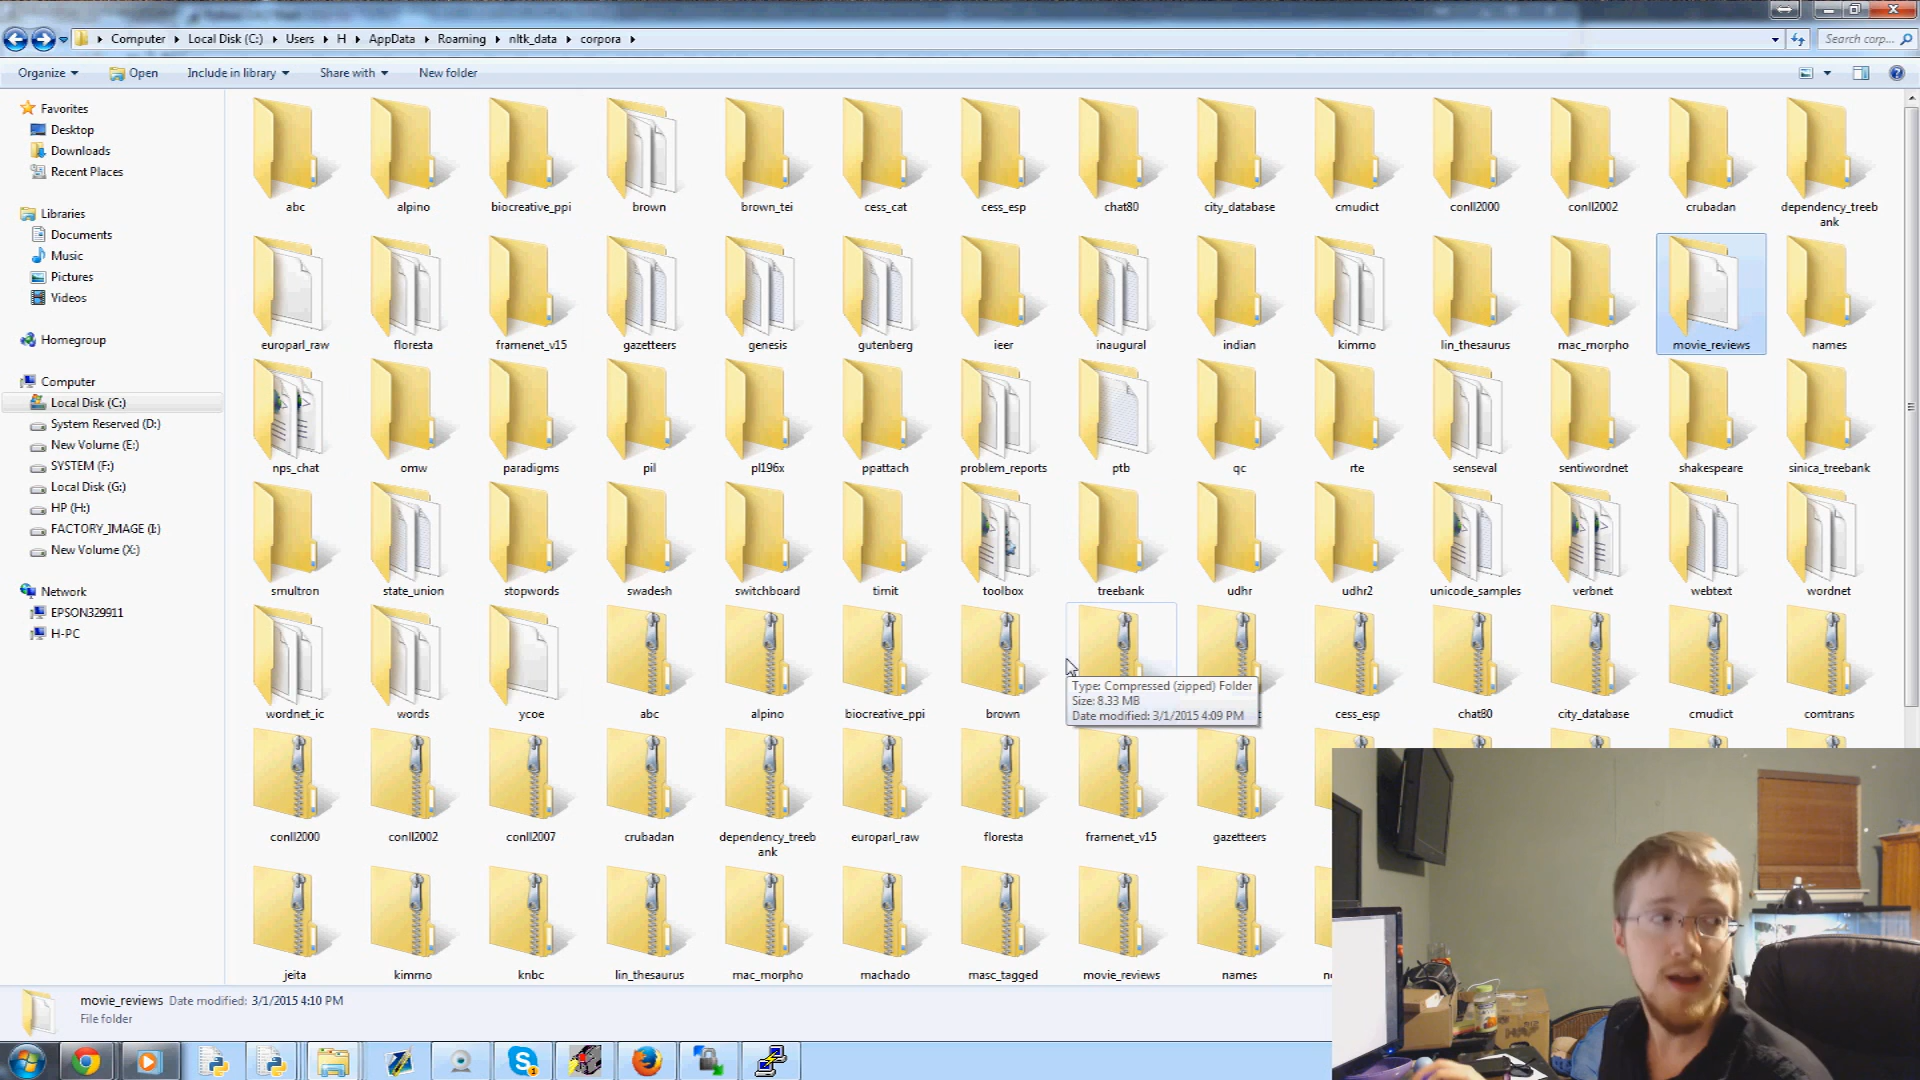 Computer Local Disk (C:) Users H AppData Roaming nltk_data corpora
Search corp...
Organize Open Include in library Share with New folder
Favorites
Desktop
Downloads
Recent Places
Libraries
Documents
Music
Pictures
Videos
Homegroup
Computer
Local Disk (C:)
System Reserved (D:)
New Volume (E:)
SYSTEM (F:)
Local Disk (G:)
HP (H:)
FACTORY_IMAGE (I:)
New Volume (X:)
Network
EPSON329911
H-PC
abc alpino biocreative_ppi brown brown_tei cess_cat cess_esp chat80 city_database cmudict conll2000 conll2002 crubadan dependency_treeb
ank
europarl_raw floresta framenet_v15 gazetteers genesis gutenberg ieer inaugural indian kimmo lin_thesaurus mac_morpho movie_reviews names
nps_chat omw paradigms pil pl196x ppattach problem_reports ptb qc rte senseval sentiwordnet shakespeare sinica_treebank
smultron state_union stopwords swadesh switchboard timit toolbox treebank udhr udhr2 unicode_samples verbnet webtext wordnet
wordnet_ic words ycoe abc alpino biocreative_ppi brown cess_esp chat80 city_database cmudict comtrans
Type: Compressed (zipped) Folder
Size: 8.33 MB
Date modified: 3/1/2015 4:09 PM
conll2000 conll2002 conll2007 crubadan dependency_treeb
ank europarl_raw floresta framenet_v15 gazetteers
jeita kimmo knbc lin_thesaurus mac_morpho machado masc_tagged movie_reviews names
movie_reviews Date modified: 3/1/2015 4:10 PM
File folder